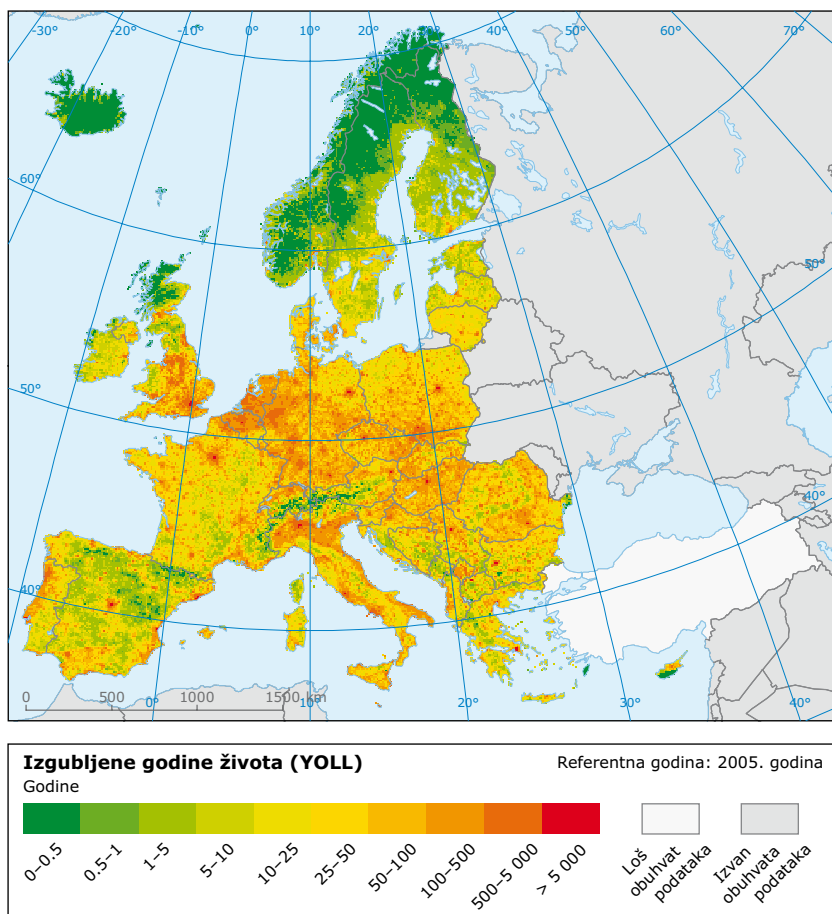 -30° -20° -10° 0° 10° 20° 30° 40° 50° 60° 70°
60°
50°
50°
40°
40°
0 500 1000 1500 km
0° 10° 20° 30° 40°
Izgubljene godine života (YOLL)
Referentna godina: 2005. godina
Godine
0–0.5
0.5–1
1–5
5–10
10–25
25–50
50–100
100–500
500–5 000
> 5 000
Loš
obuhvat
podataka
Izvan
obuhvata
podataka